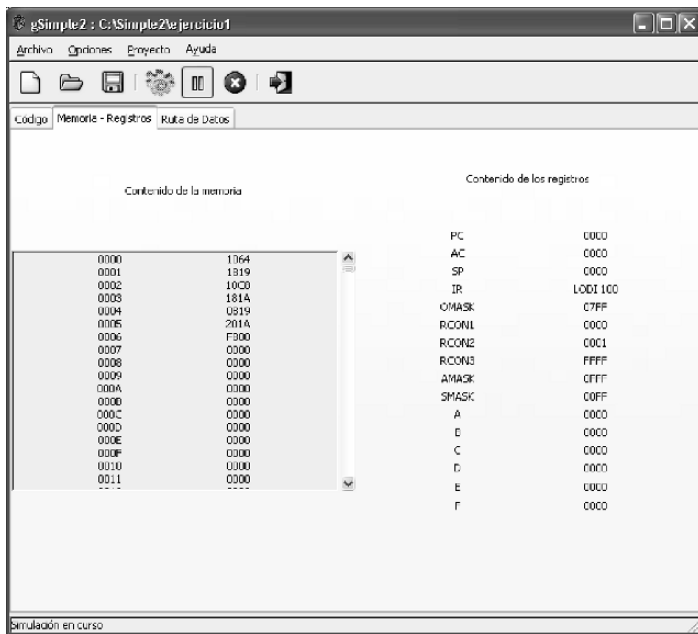 gSimple2 : C:\Simple2\ejercicio1
Archivo Opciones Proyecto Ayuda
Código Memoria - Registros Ruta de Datos
Contenido de la memoria
0000 1064
0001 1819
0002
0003 181A
0004 0819
0005 201A
0006 F800
0007 0000
0008 0000
0009 0000
000A 0000
000B 0000
000C 0000
000D 0000
000E 0000
000F 0000
0010 0000
0011 0000
Contenido de los registros
PC 0000
AC 0000
SP 0000
IR LODI 100
OMASK 07FF
RCON1 0000
RCON2 0001
RCON3 FFFF
AMASK 0FFF
SMASK 00FF
A 0000
B 0000
C 0000
D 0000
E 0000
F 0000
Simulación en curso